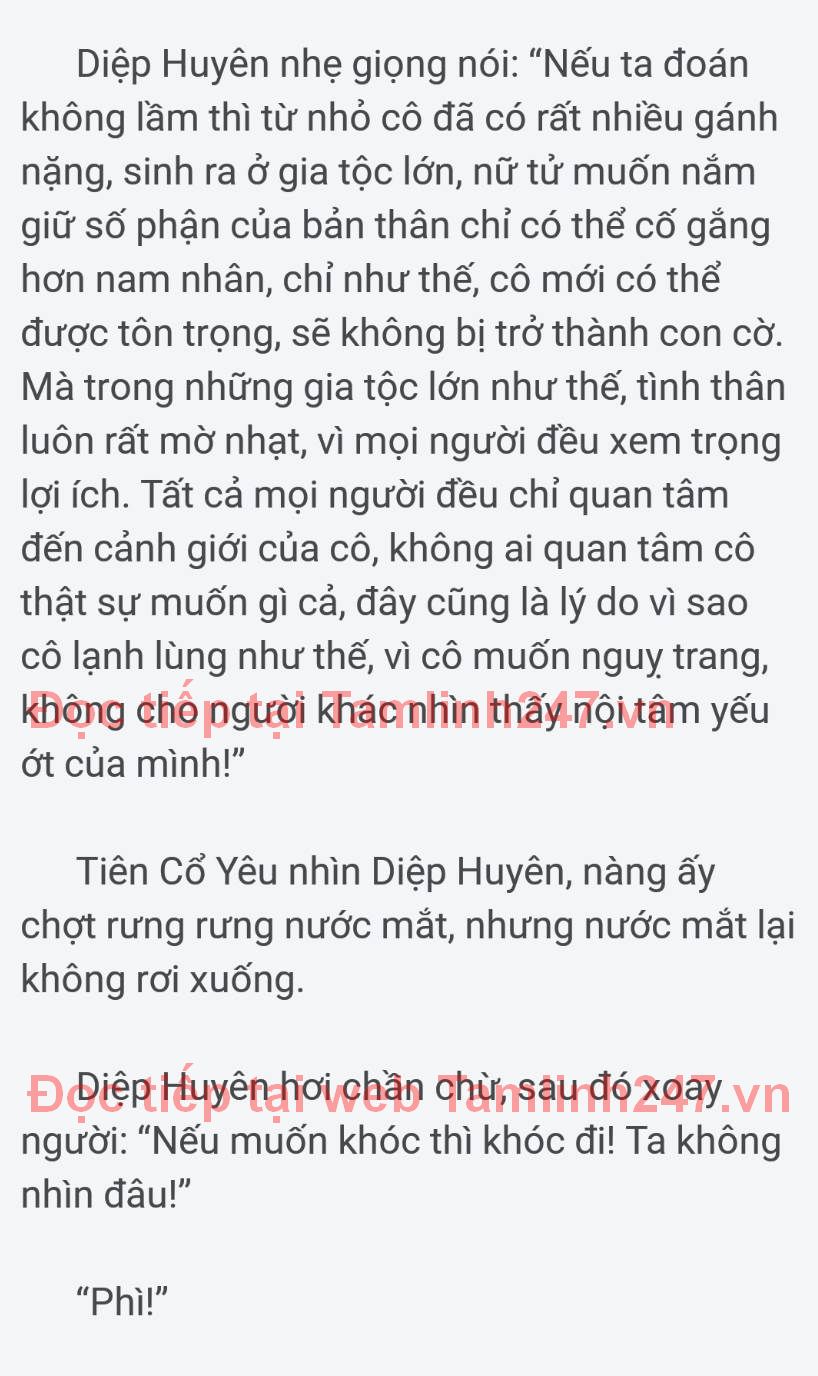 Diệp Huyên nhẹ giọng nói: “Nếu ta đoán
không lầm thì từ nhỏ cô đã có rất nhiều gánh
nặng, sinh ra ở gia tộc lớn, nữ tử muốn nắm
giữ số phận của bản thân chỉ có thể cố gắng
hơn nam nhân, chỉ như thế, cô mới có thể
được tôn trọng, sẽ không bị trở thành con cờ.
Mà trong những gia tộc lớn như thế, tình thân
luôn rất mờ nhạt, vì mọi người đều xem trọng
lợi ích. Tất cả mọi người đều chỉ quan tâm
đến cảnh giới của cô, không ai quan tâm cô
thật sự muốn gì cả, đây cũng là lý do vì sao
cô lạnh lùng như thế, vì cô muốn nguỵ trang,
không cho người khác nhìn thấy nội tâm yếu
Đọc tiếp tại Tamlinh247.vn
ớt của mình!”
Tiên Cổ Yêu nhìn Diệp Huyên, nàng ấy
chợt rưng rưng nước mắt, nhưng nước mắt lại
không rơi xuống.
Diệp Huyên hơi chần chừ, sau đó xoay
Đọc tiếp tại web Tamlinh247.vn
người: “Nếu muốn khóc thì khóc đi! Ta không
nhìn đâu!”
“Phì!”